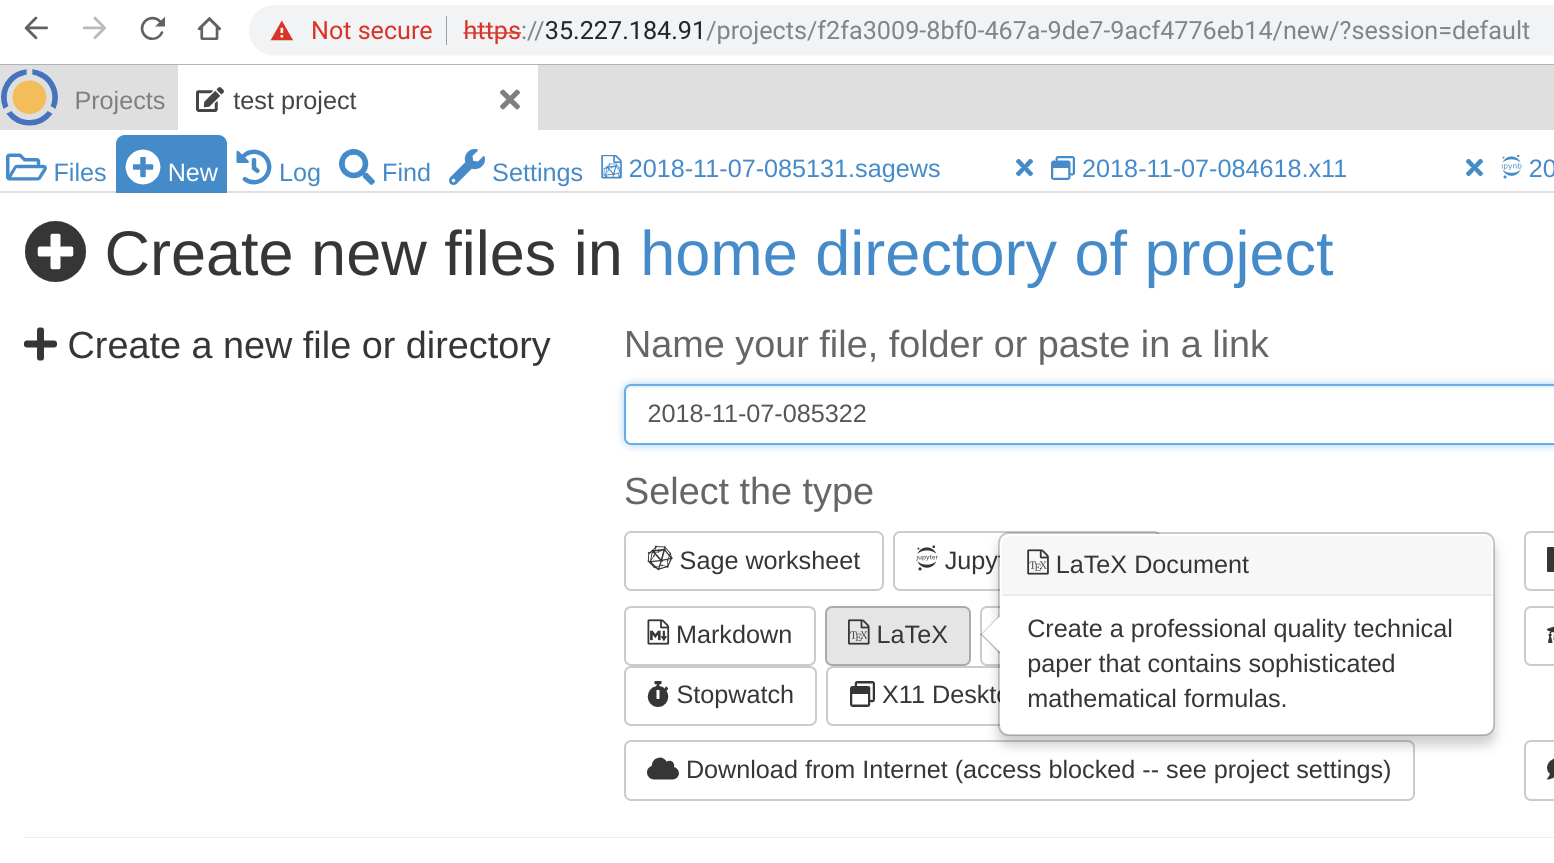 Not secure https://35.227.184.91/projects/f2fa3009-8bf0-467a-9de7-9acf4776eb14/new/?session=default
Projects test project
Files New Log Find Settings 2018-11-07-085131.sagews 2018-11-07-084618.x11 20
Create new files in home directory of project
Create a new file or directory
Name your file, folder or paste in a link
2018-11-07-085322
Select the type
Sage worksheet Jupy
LaTeX Document
Markdown LaTeX
Create a professional quality technical
paper that contains sophisticated
mathematical formulas.
Stopwatch X11 Deskto
Download from Internet (access blocked -- see project settings)